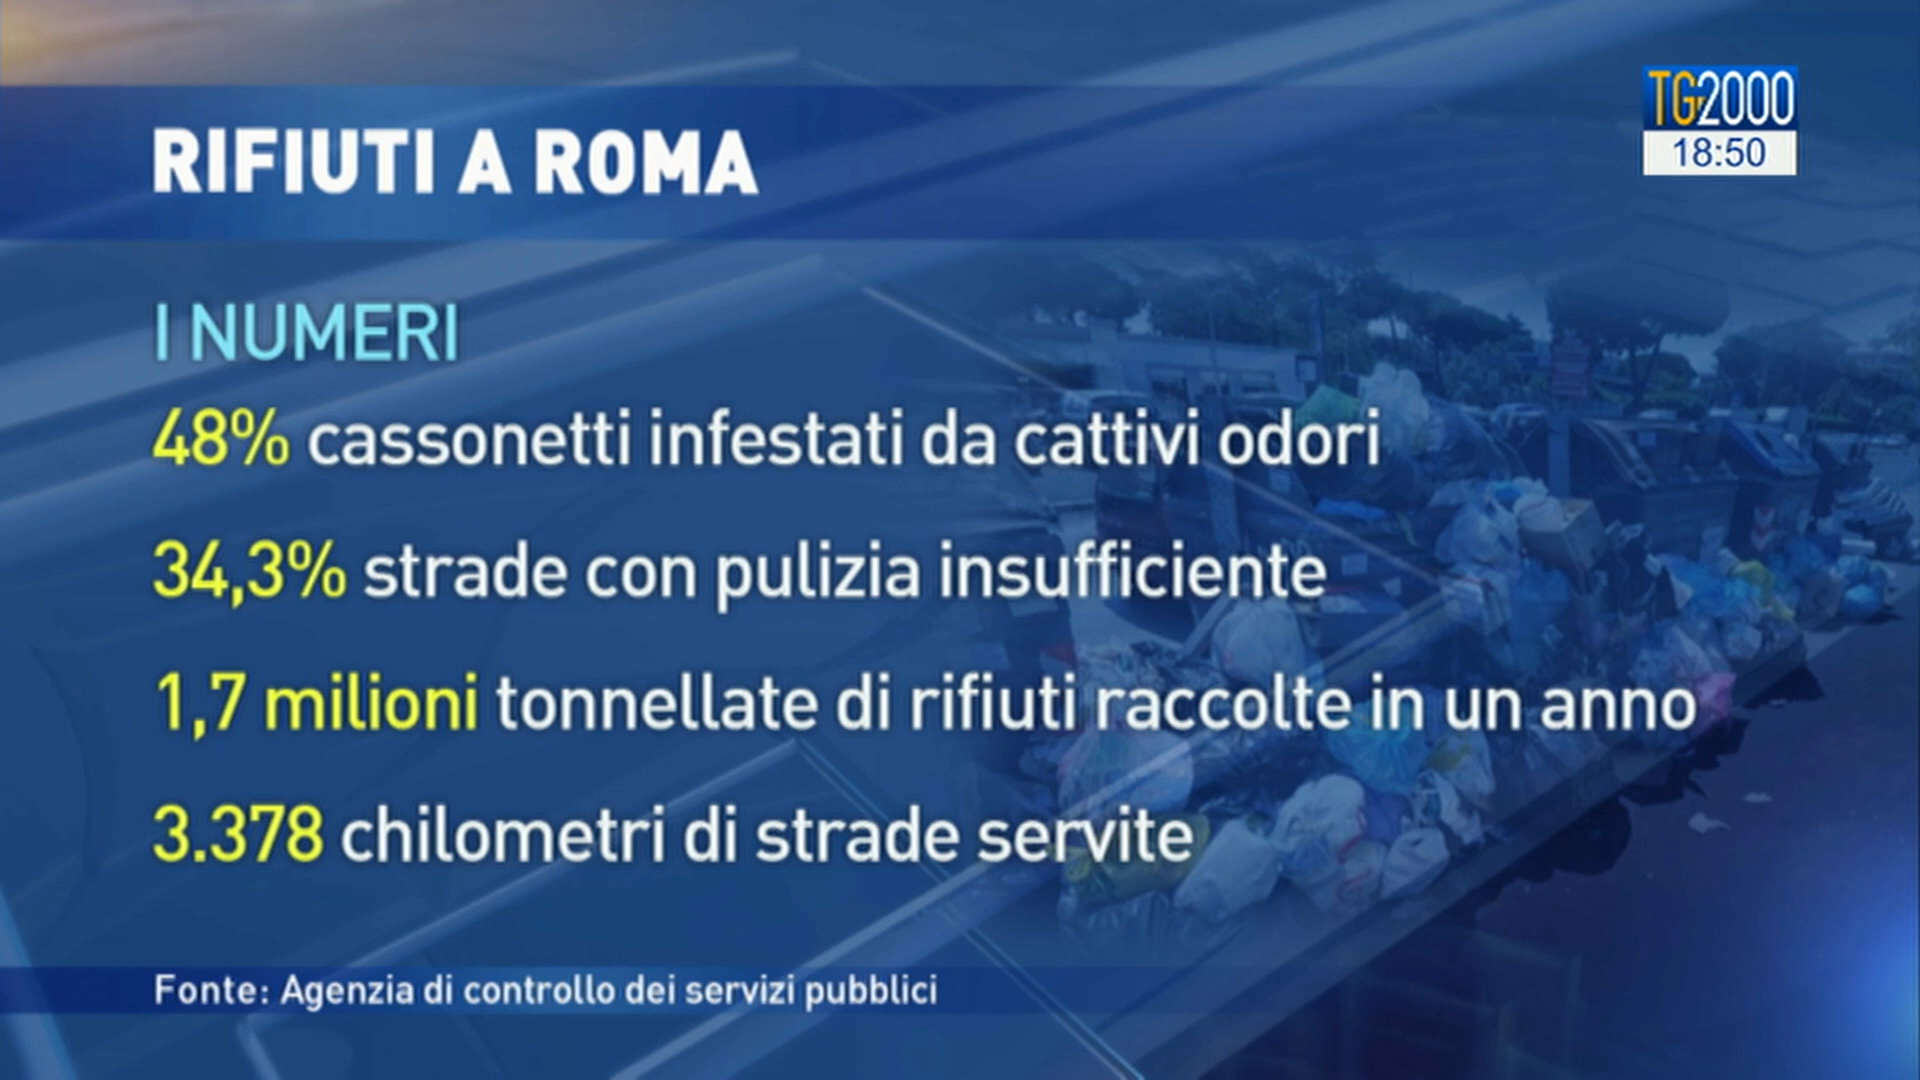 RIFIUTI A ROMA
TG2000
18:50
I NUMERI
48% cassonetti infestati da cattivi odori
34,3% strade con pulizia insufficiente
1,7 milioni tonnellate di rifiuti raccolte in un anno
3.378 chilometri di strade servite
Fonte: Agenzia di controllo dei servizi pubblici